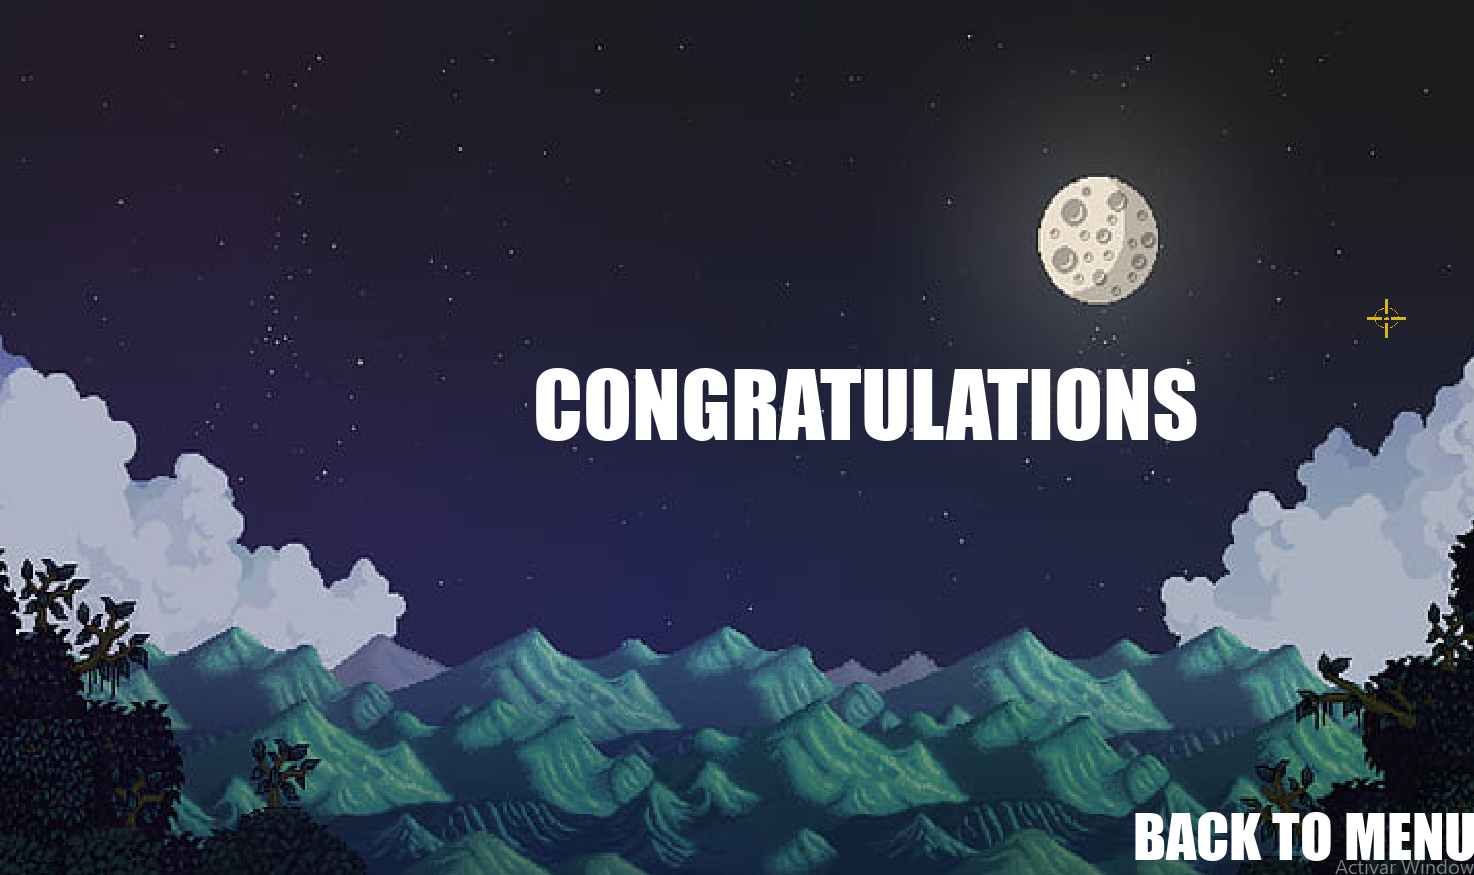 CONGRATULATIONS
BACK TO MENU
Activar Window